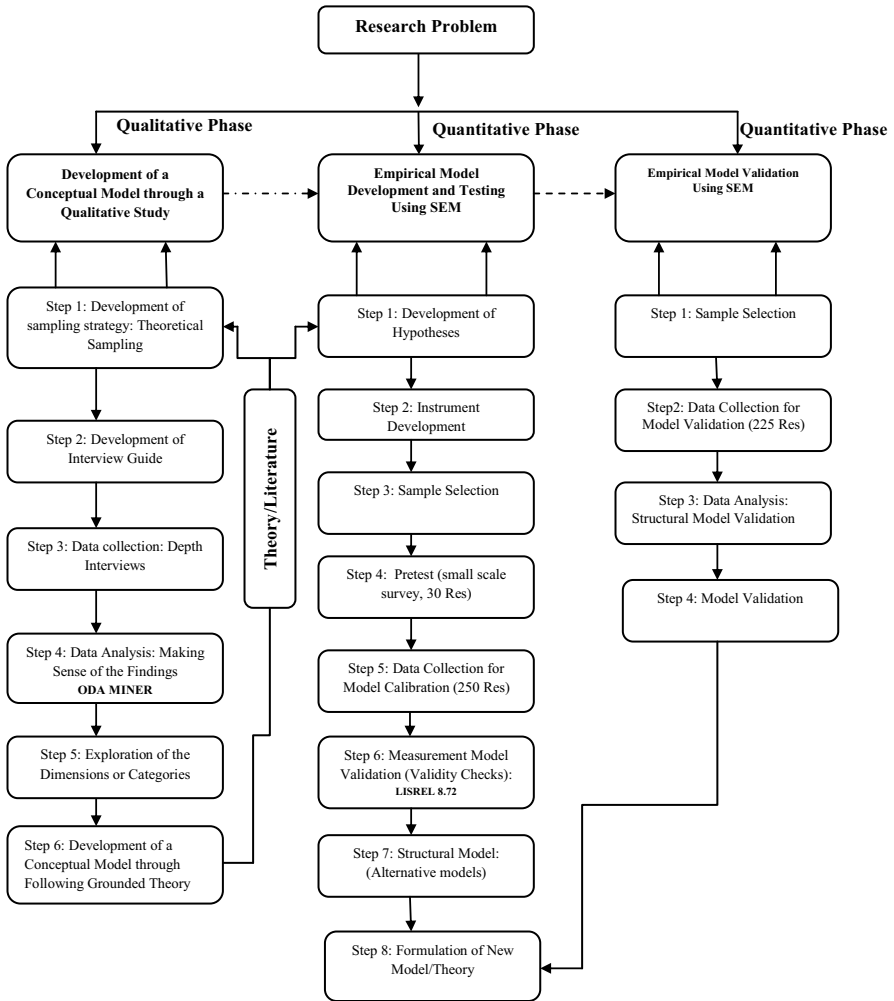 Research Problem
Qualitative Phase
Quantitative Phase
Quantitative Phase
Development of a
Conceptual Model through a
Qualitative Study
Empirical Model
Development and Testing
Using SEM
Empirical Model Validation
Using SEM
Step 1: Development of
sampling strategy: Theoretical
Sampling
Step 2: Development of
Interview Guide
Step 3: Data collection: Depth
Interviews
Step 4: Data Analysis: Making
Sense of the Findings
ODA MINER
Step 5: Exploration of the
Dimensions or Categories
Step 6: Development of a
Conceptual Model through
Following Grounded Theory
Theory/Literature
Step 1: Development of
Hypotheses
Step 2: Instrument
Development
Step 3: Sample Selection
Step 4: Pretest (small scale
survey, 30 Res)
Step 5: Data Collection for
Model Calibration (250 Res)
Step 6: Measurement Model
Validation (Validity Checks):
LISREL 8.72
Step 7: Structural Model:
(Alternative models)
Step 8: Formulation of New
Model/Theory
Step 1: Sample Selection
Step2: Data Collection for
Model Validation (225 Res)
Step 3: Data Analysis:
Structural Model Validation
Step 4: Model Validation